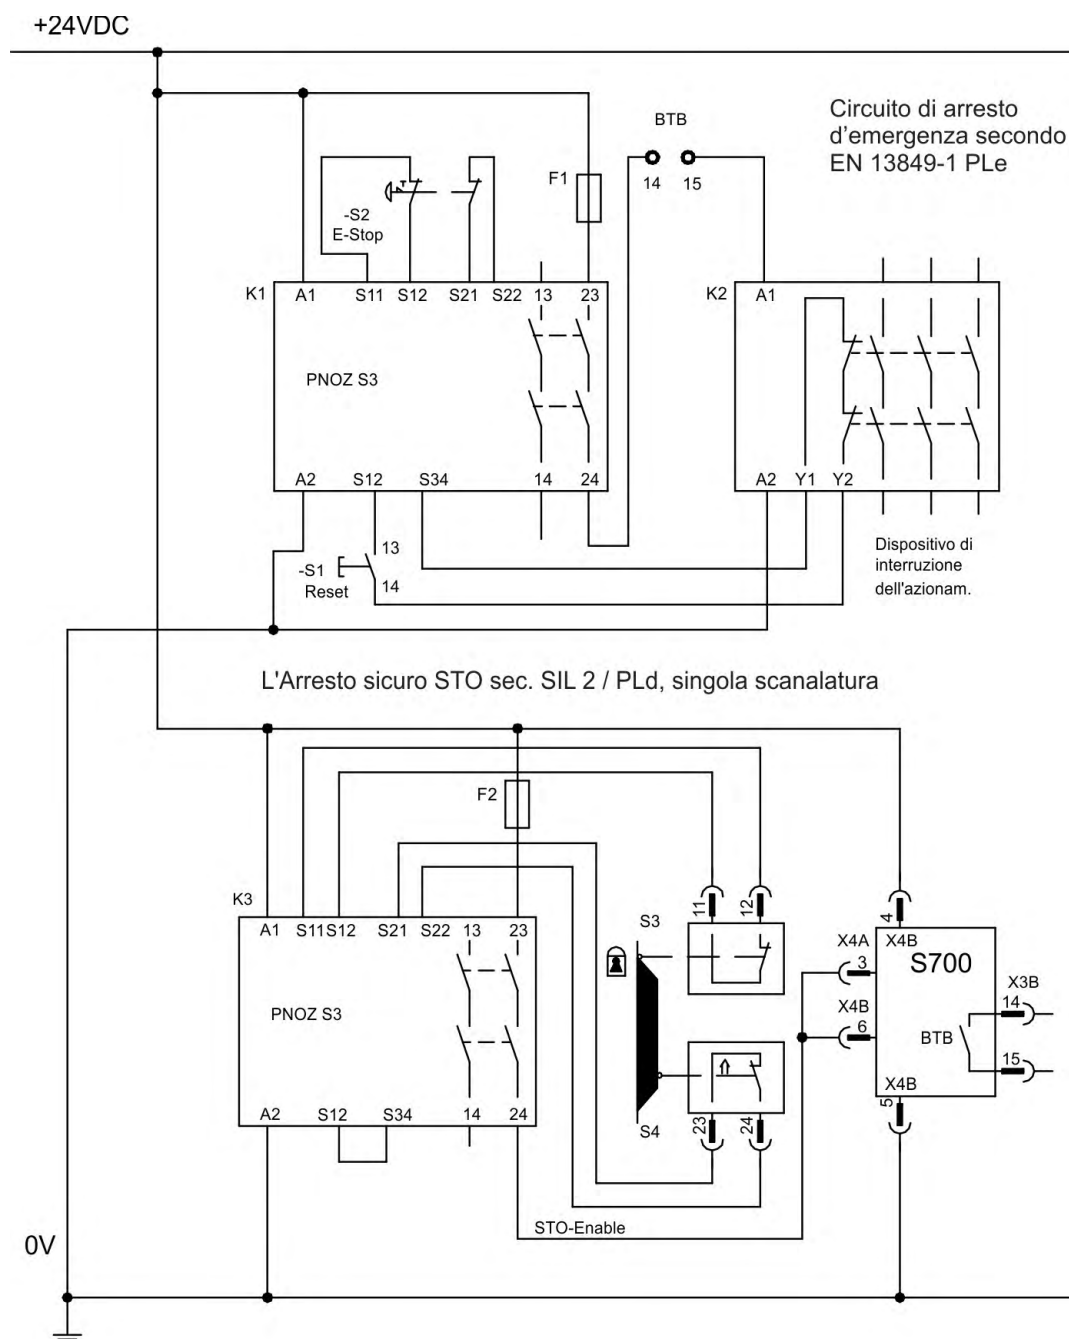 +24VDC
Circuito di arresto
d'emergenza secondo
EN 13849-1 PLe
BTB
14 15
F1
-S2
E-Stop
K1 A1 S11 S12 S21 S22 13 23
K2 A1
PNOZ S3
A2 S12 S34 14 24
A2 Y1 Y2
13
-S1
14
Reset
Dispositivo di
interruzione
dell'azionam.
L'Arresto sicuro STO sec. SIL 2 / PLd, singola scanalatura
F2
K3
A1 S11 S12 S21 S22 13 23
11 12
S3
4
X4A X4B
3 S700
X3B
X4B 14
6
BTB
15
X4B
5
PNOZ S3
A2 S12 S34 14 24
23 24
S4
STO-Enable
0V